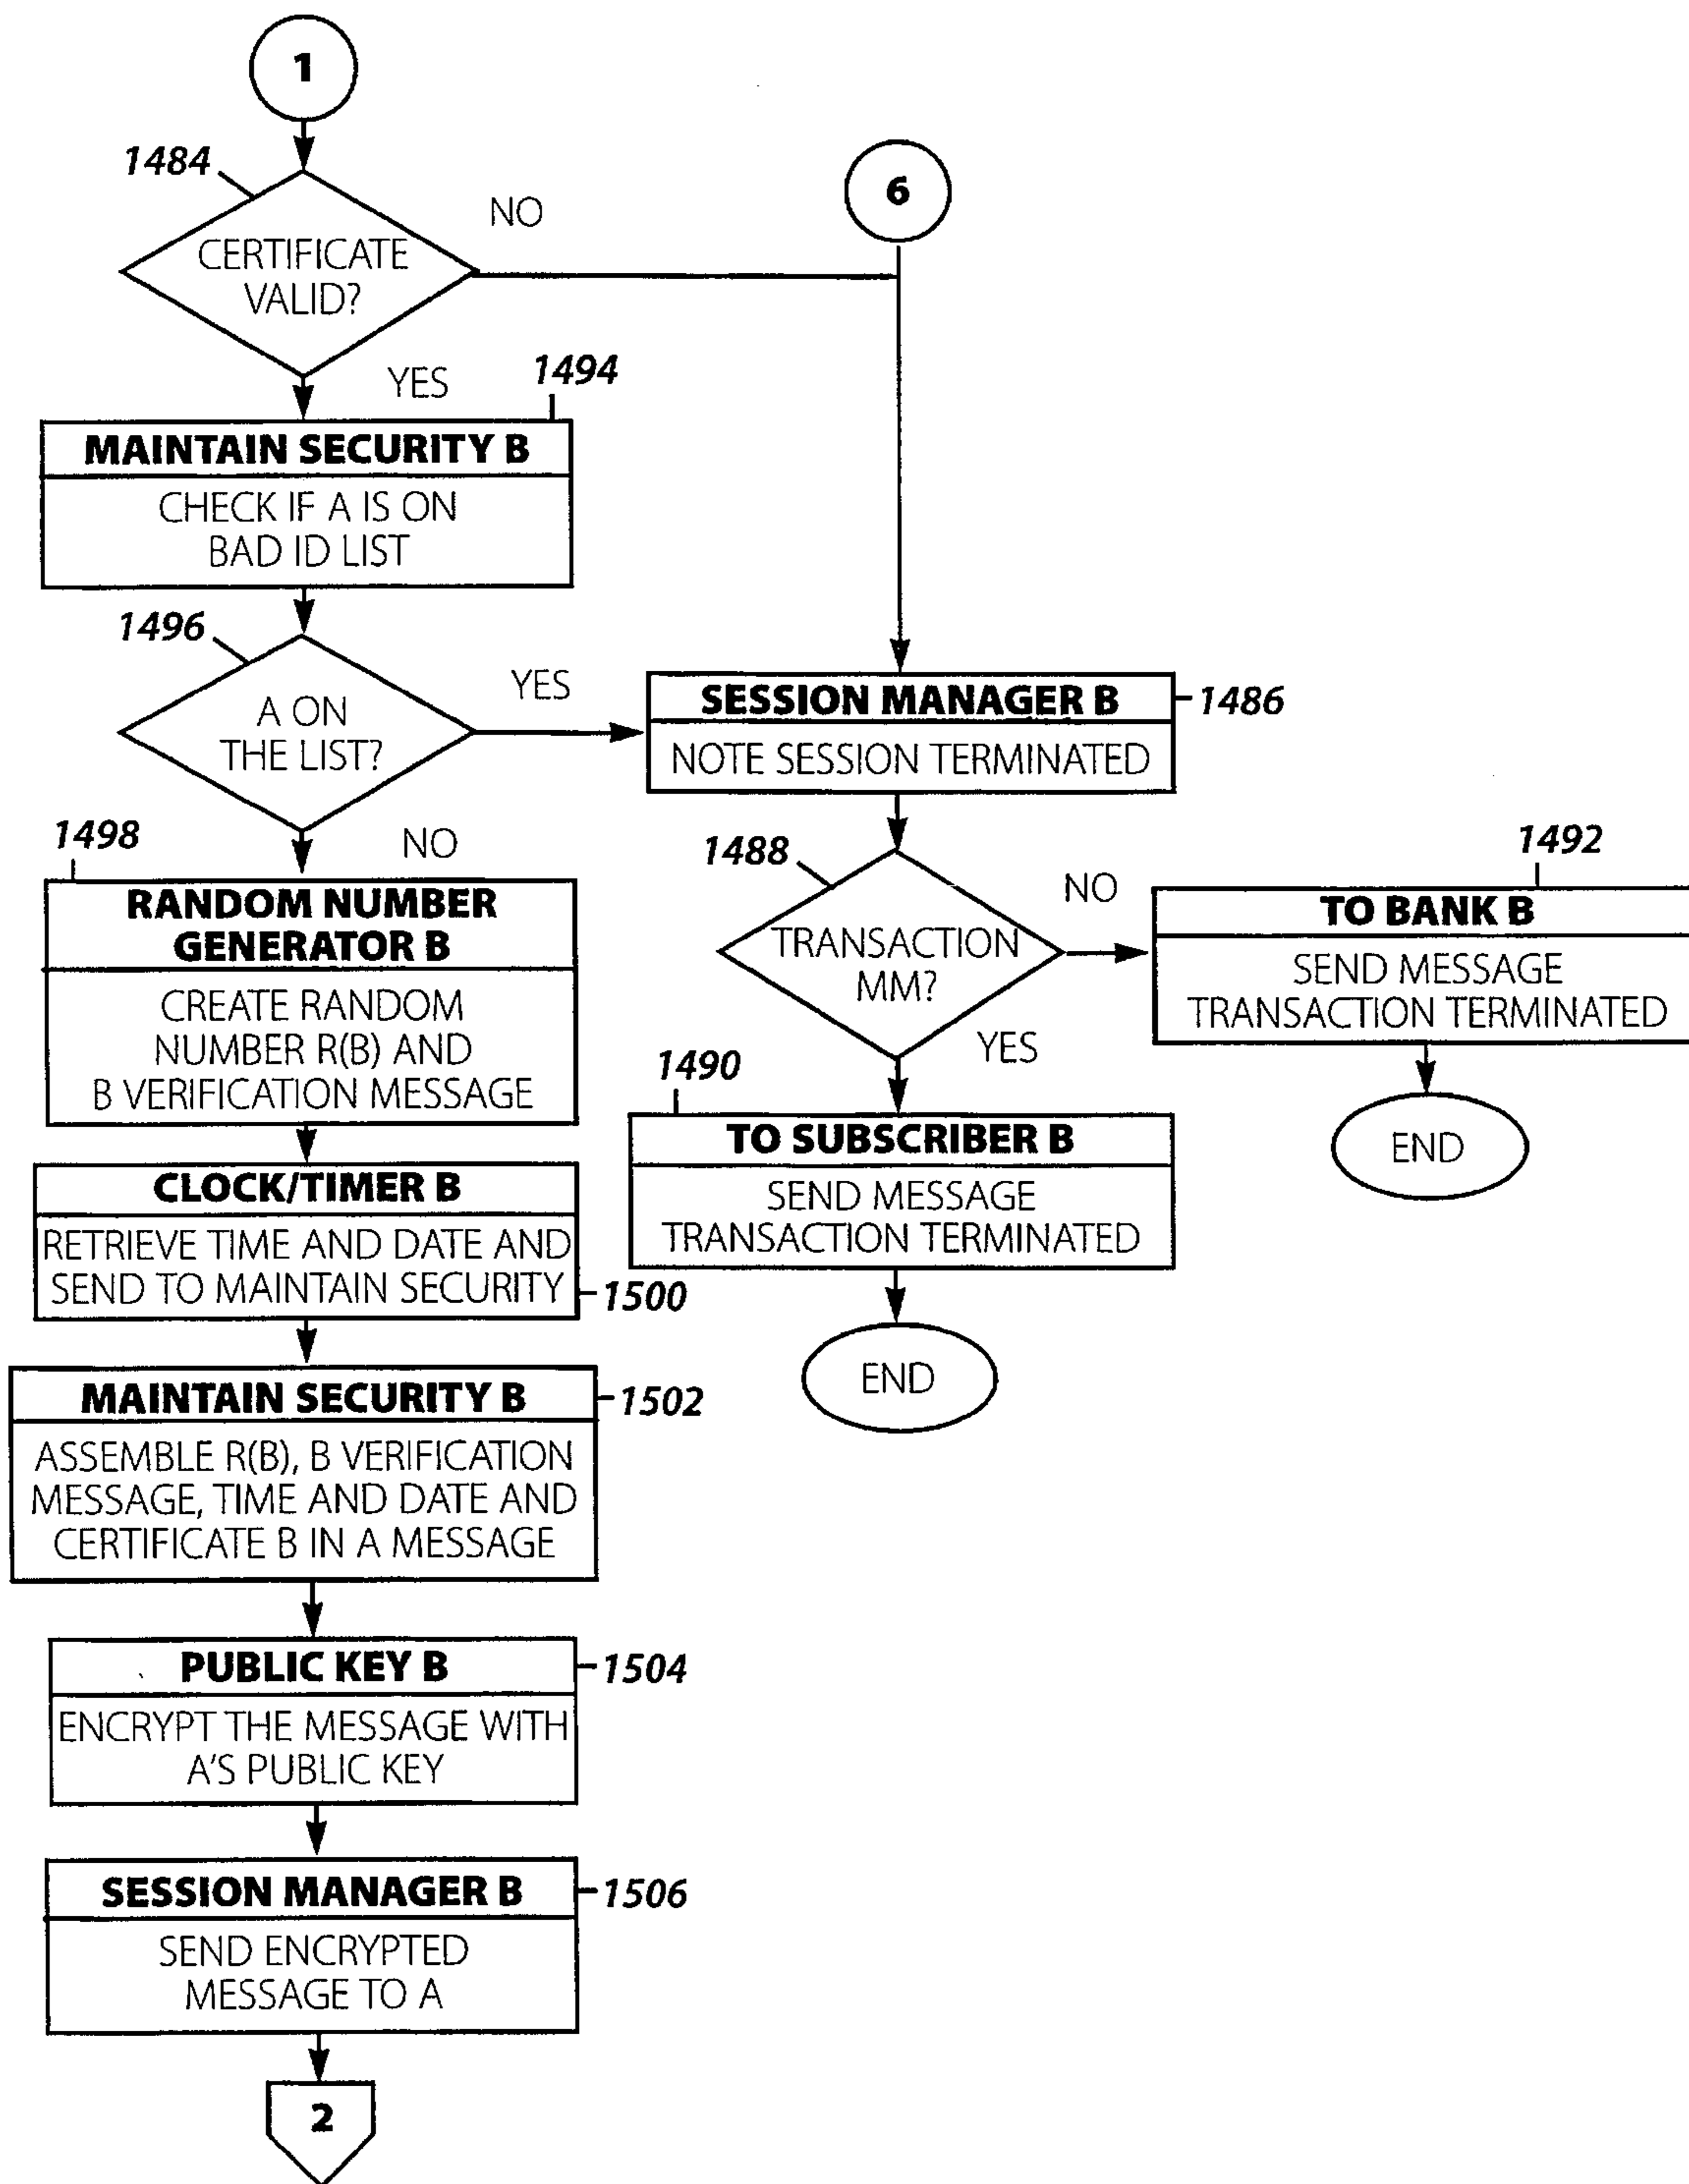 1
1484
NO
CERTIFICATE
VALID?
6
YES
1494
MAINTAIN SECURITY B
CHECK IF A IS ON
BAD ID LIST
1496
A ON
THE LIST?
YES
SESSION MANAGER B
1486
NOTE SESSION TERMINATED
NO
1498
RANDOM NUMBER
GENERATOR B
CREATE RANDOM
NUMBER R(B) AND
B VERIFICATION MESSAGE
1488
TRANSACTION
MM?
NO
1492
TO BANK B
SEND MESSAGE
TRANSACTION TERMINATED
END
YES
1490
TO SUBSCRIBER B
SEND MESSAGE
TRANSACTION TERMINATED
END
CLOCK/TIMER B
RETRIEVE TIME AND DATE AND
SEND TO MAINTAIN SECURITY
1500
MAINTAIN SECURITY B
1502
ASSEMBLE R(B), B VERIFICATION
MESSAGE, TIME AND DATE AND
CERTIFICATE B IN A MESSAGE
PUBLIC KEY B
1504
ENCRYPT THE MESSAGE WITH
A'S PUBLIC KEY
SESSION MANAGER B
1506
SEND ENCRYPTED
MESSAGE TO A
2